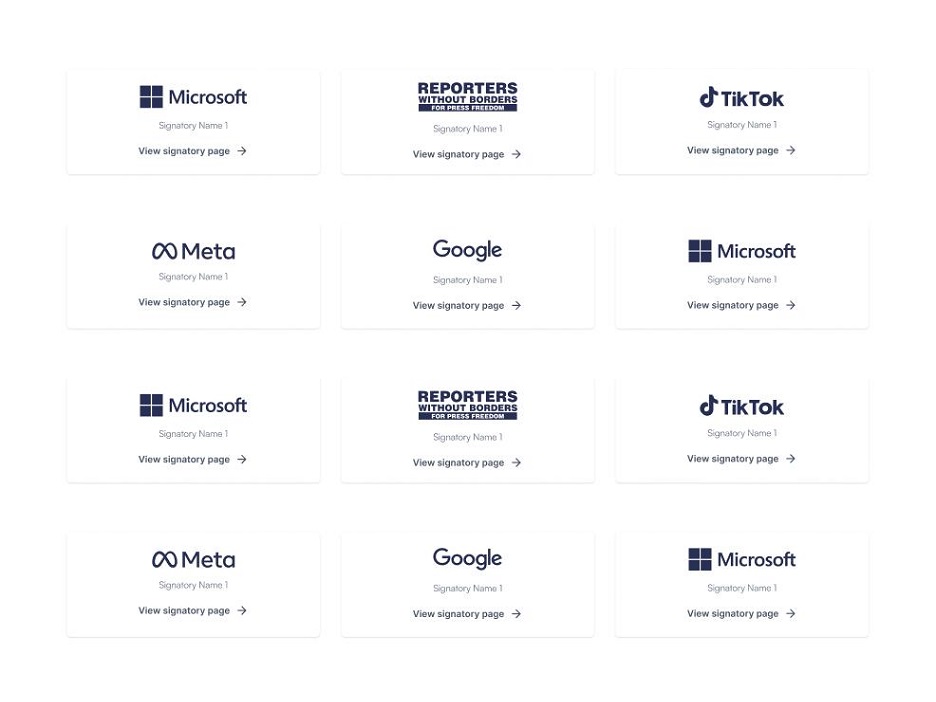 Microsoft
Signatory Name 1
View signatory page →
REPORTERS
WITHOUT BORDERS
FOR PRESS FREEDOM
Signatory Name 1
View signatory page →
TikTok
Signatory Name 1
View signatory page →
Meta
Signatory Name 1
View signatory page →
Google
Signatory Name 1
View signatory page →
Microsoft
Signatory Name 1
View signatory page →
Microsoft
Signatory Name 1
View signatory page →
REPORTERS
WITHOUT BORDERS
FOR PRESS FREEDOM
Signatory Name 1
View signatory page →
TikTok
Signatory Name 1
View signatory page →
Meta
Signatory Name 1
View signatory page →
Google
Signatory Name 1
View signatory page →
Microsoft
Signatory Name 1
View signatory page →